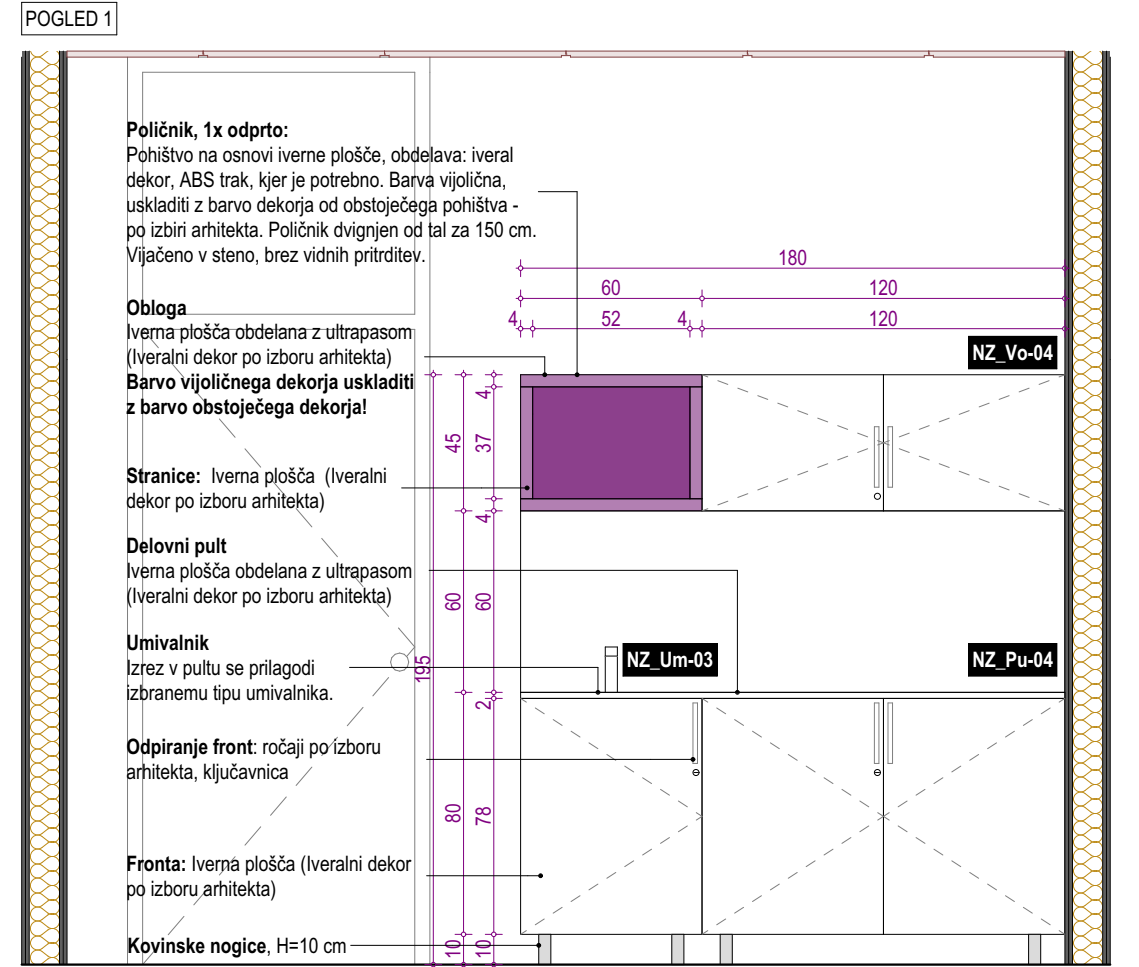 POGLED 1
Poličnik, 1x odprto:
Pohištvo na osnovi iverne plošče, obdelava: iveral
dekor, ABS trak, kjer je potrebno. Barva vijolična,
uskladiti z barvo dekorja od obstoječega pohištva -
po izbiri arhitekta. Poličnik dvignjen od tal za 150 cm.
Vijačeno v steno, brez vidnih pritrditev.
180
60 120
4 52 4 120
Obloga
Iverna plošča obdelana z ultrapasom
(Iveralni dekor po izboru arhitekta)
Barvo vijoličnega dekorja uskladiti
z barvo obstoječega dekorja!
NZ_Vo-04
4
45 37
4
Stranice: Iverna plošča (Iveralni
dekor po izboru arhitekta)
Delovni pult
Iverna plošča obdelana z ultrapasom
(Iveralni dekor po izboru arhitekta)
60 60
Umivalnik
Izrez v pultu se prilagodi
izbranemu tipu umivalnika.
195
NZ_Um-03
NZ_Pu-04
2
Odpiranje front: ročaji po izboru
arhitekta, ključavnica
80 78
Fronta: Iverna plošča (Iveralni dekor
po izboru arhitekta)
Kovinske nogice, H=10 cm
10 10